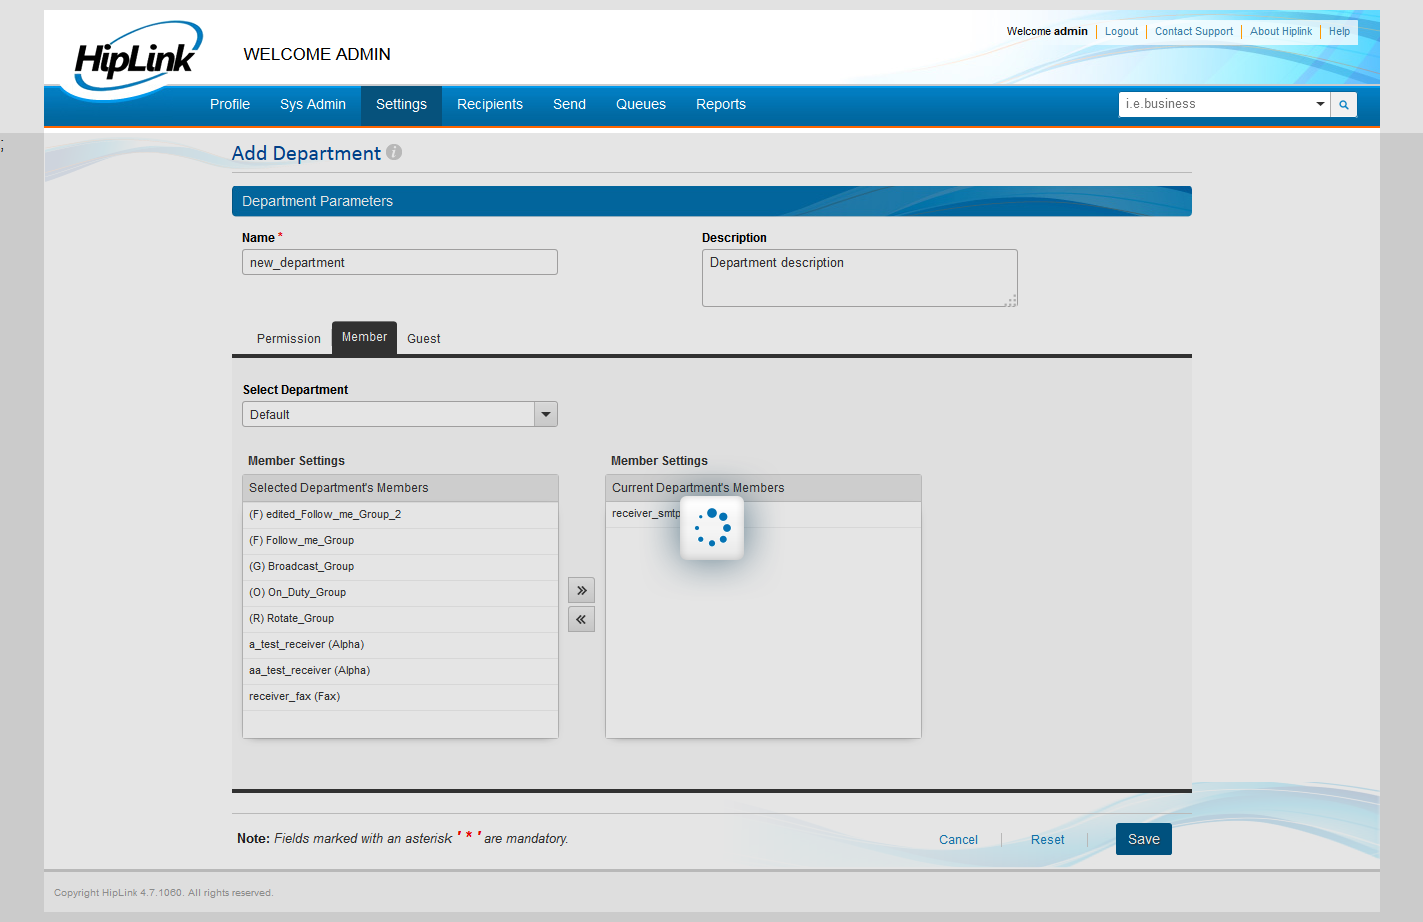 Welcome admin
Logout
Contact Support
About Hiplink
Help
HipLink
WELCOME ADMIN
Profile
Sys Admin
Settings
Recipients
Send
Queues
Reports
i.e.business
;
Add Department
i
Department Parameters
Name *
Description
new_department
Department description
Permission
Member
Guest
Select Department
Default
Member Settings
Member Settings
Selected Department's Members
Current Department's Members
(F) edited_Follow_me_Group_2
receiver_smtp
(F) Follow_me_Group
(G) Broadcast_Group
(O) On_Duty_Group
(R) Rotate_Group
a_test_receiver (Alpha)
aa_test_receiver (Alpha)
receiver_fax (Fax)
Note: Fields marked with an asterisk ' * ' are mandatory.
Cancel
Reset
Save
Copyright HipLink 4.7.1060. All rights reserved.